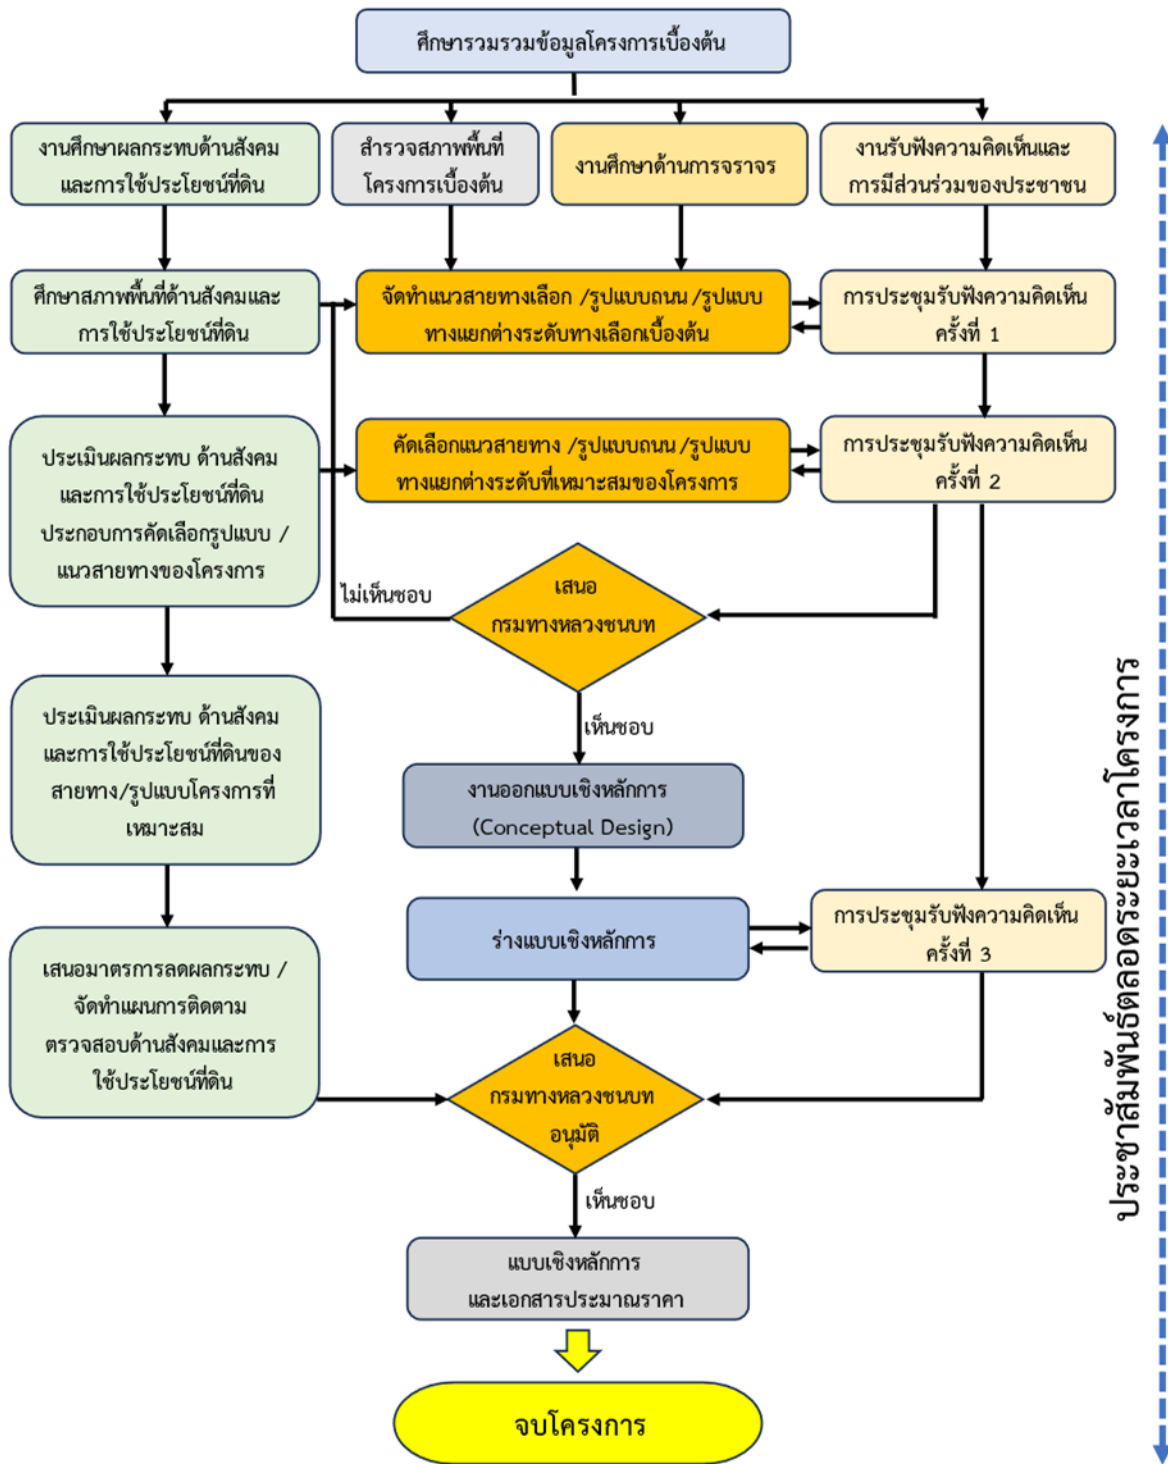 ศึกษารวมรวมข้อมูลโครงการเบื้องต้น
งานศึกษาผลกระทบด้านสังคม
และการใช้ประโยชน์ที่ดิน
สำรวจสภาพพื้นที่
โครงการเบื้องต้น
งานศึกษาด้านการจราจร
งานรับฟังความคิดเห็นและ
การมีส่วนร่วมของประชาชน
ศึกษาสภาพพื้นที่ด้านสังคมและ
การใช้ประโยชน์ที่ดิน
จัดทำแนวสายทางเลือก /รูปแบบถนน /รูปแบบ
ทางแยกต่างระดับทางเลือกเบื้องต้น
การประชุมรับฟังความคิดเห็น
ครั้งที่ 1
ประเมินผลกระทบ ด้านสังคม
และการใช้ประโยชน์ที่ดิน
ประกอบการคัดเลือกรูปแบบ /
แนวสายทางของโครงการ
คัดเลือกแนวสายทาง /รูปแบบถนน /รูปแบบ
ทางแยกต่างระดับที่เหมาะสมของโครงการ
การประชุมรับฟังความคิดเห็น
ครั้งที่ 2
เสนอ
กรมทางหลวงชนบท
ไม่เห็นชอบ
เห็นชอบ
ประเมินผลกระทบ ด้านสังคม
และการใช้ประโยชน์ที่ดินของ
สายทาง/รูปแบบโครงการที่
เหมาะสม
งานออกแบบเชิงหลักการ
(Conceptual Design)
ร่างแบบเชิงหลักการ
การประชุมรับฟังความคิดเห็น
ครั้งที่ 3
เสนอมาตรการลดผลกระทบ /
จัดทำแผนการติดตาม
ตรวจสอบด้านสังคมและการ
ใช้ประโยชน์ที่ดิน
เสนอ
กรมทางหลวงชนบท
อนุมัติ
เห็นชอบ
แบบเชิงหลักการ
และเอกสารประมาณราคา
จบโครงการ
ประชาสัมพันธ์ตลอดระยะเวลาโครงการ